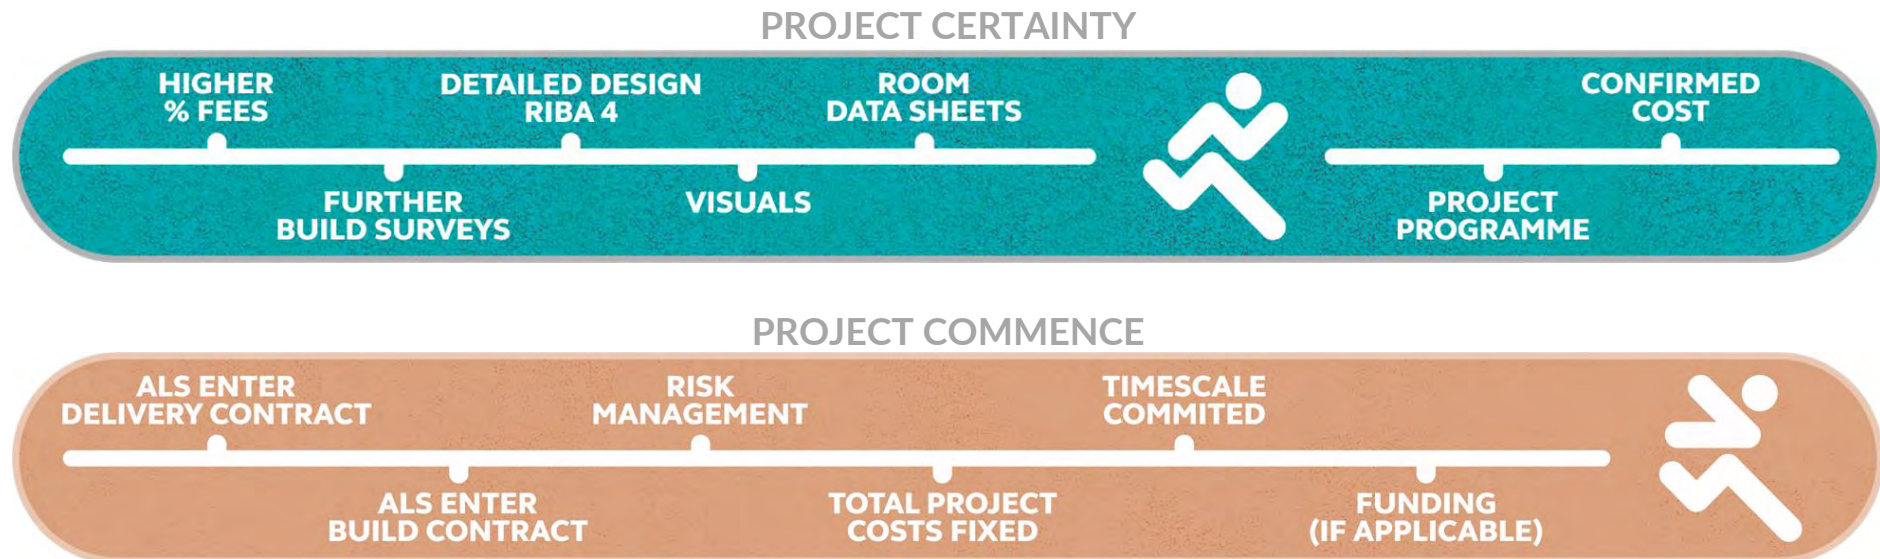 PROJECT CERTAINTY
HIGHER
% FEES
FURTHER
BUILD SURVEYS
DETAILED DESIGN
RIBA 4
VISUALS
ROOM
DATA SHEETS
PROJECT
PROGRAMME
CONFIRMED
COST
PROJECT COMMENCE
ALS ENTER
DELIVERY CONTRACT
ALS ENTER
BUILD CONTRACT
RISK
MANAGEMENT
TOTAL PROJECT
COSTS FIXED
TIMESCALE
COMMITED
FUNDING
(IF APPLICABLE)